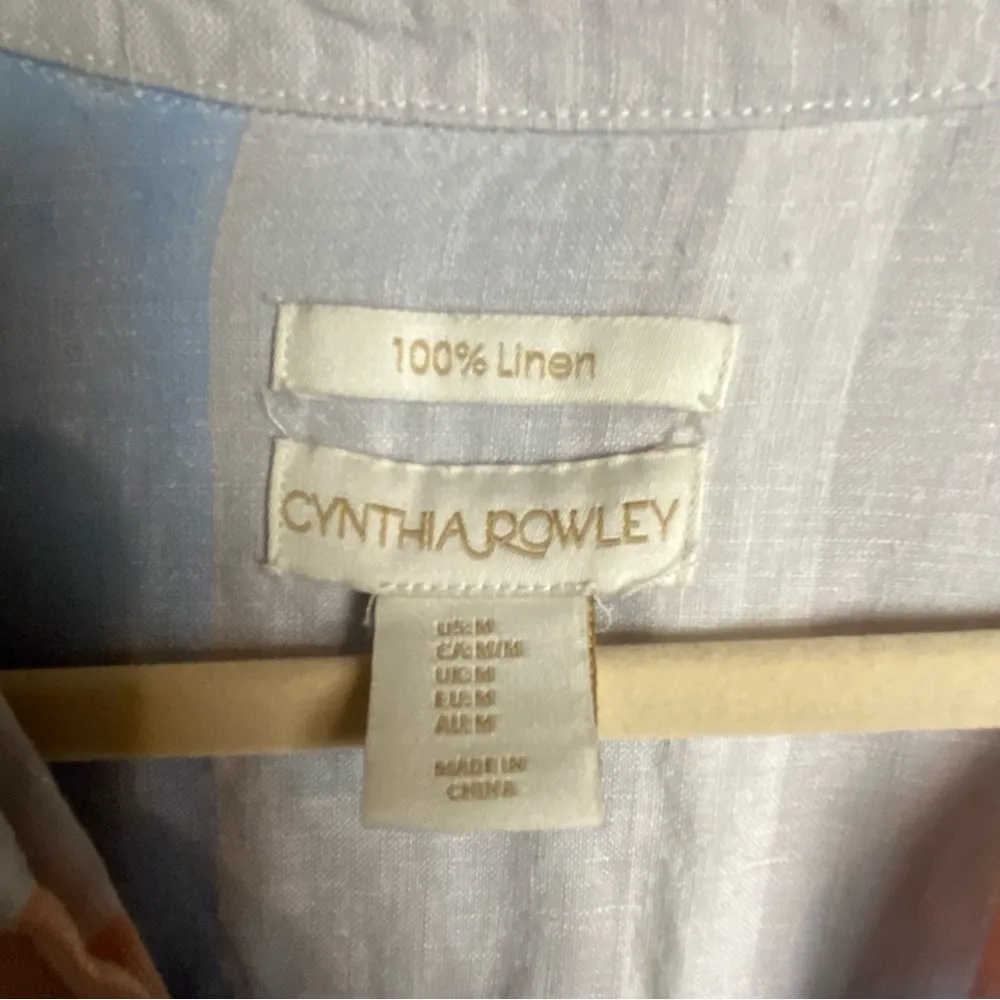 100% Linen
CYNTHIA ROWLEY
US: M
CA: M/M
UK: M
EU: M
AU: M
MADE IN
CHINA